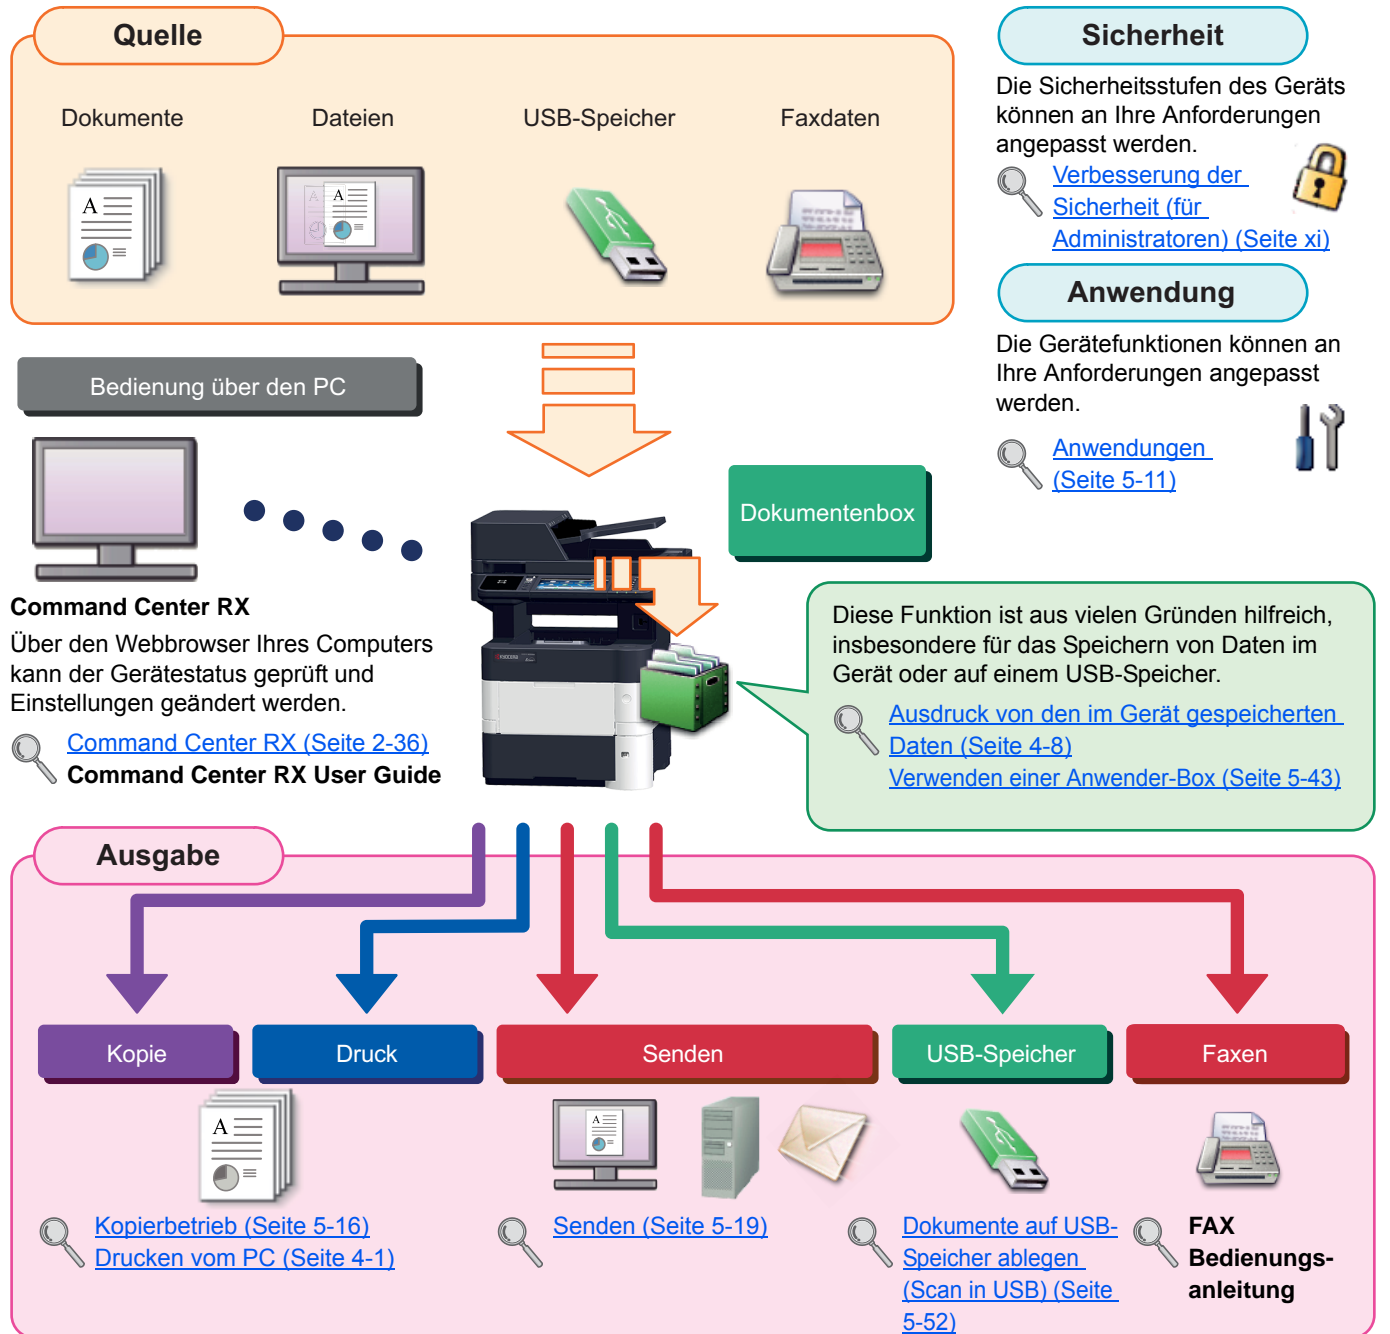 Quelle
Dokumente
Dateien
USB-Speicher
Faxdaten
Sicherheit
Die Sicherheitsstufen des Geräts
können an Ihre Anforderungen
angepasst werden.
Verbesserung der
Sicherheit (für
Administratoren) (Seite xi)
Anwendung
Die Gerätefunktionen können an
Ihre Anforderungen angepasst
werden.
Anwendungen
(Seite 5-11)
Bedienung über den PC
Dokumentenbox
Command Center RX
Über den Webbrowser Ihres Computers
kann der Gerätestatus geprüft und
Einstellungen geändert werden.
Command Center RX (Seite 2-36)
Command Center RX User Guide
Diese Funktion ist aus vielen Gründen hilfreich,
insbesondere für das Speichern von Daten im
Gerät oder auf einem USB-Speicher.
Ausdruck von den im Gerät gespeicherten
Daten (Seite 4-8)
Verwenden einer Anwender-Box (Seite 5-43)
Ausgabe
Kopie
Druck
Senden
USB-Speicher
Faxen
Kopierbetrieb (Seite 5-16)
Drucken vom PC (Seite 4-1)
Senden (Seite 5-19)
Dokumente auf USB-
Speicher ablegen
(Scan in USB) (Seite
5-52)
FAX
Bedienungs-
anleitung